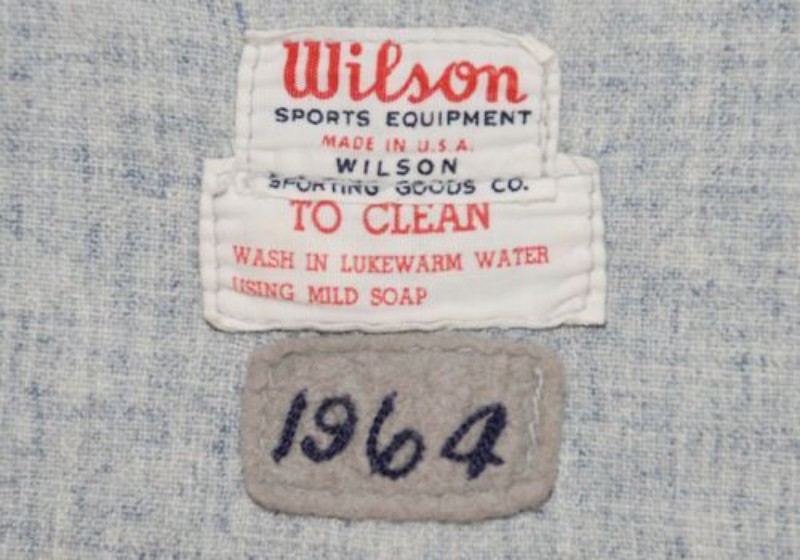 Wilson
SPORTS EQUIPMENT
MADE IN U.S.A.
WILSON
SPORTING GOODS CO.
TO CLEAN
WASH IN LUKEWARM WATER
USING MILD SOAP
1964